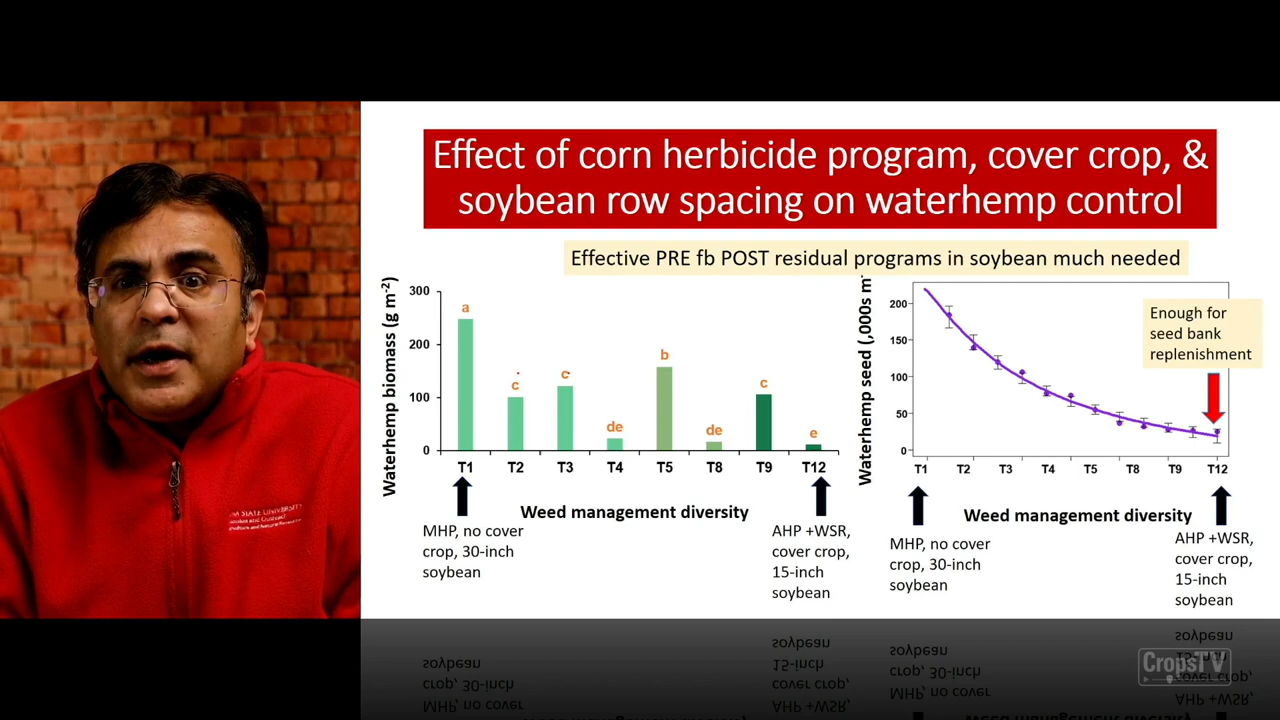 Effect of corn herbicide program, cover crop, &
soybean row spacing on waterhemp control
Effective PRE fb POST residual programs in soybean much needed
Waterhemp biomass (g m-2)
300
200
100
0
a
c
c
de
b
de
c
e
T1 T2 T3 T4 T5 T8 T9 T12
Weed management diversity
MHP, no cover
crop, 30-inch
soybean
AHP +WSR,
cover crop,
15-inch
soybean
Waterhemp seed (,000s m
200
150
100
50
0
Enough for
seed bank
replenishment
T1 T2 T3 T4 T5 T8 T9 T12
Weed management diversity
MHP, no cover
crop, 30-inch
soybean
AHP +WSR,
cover crop,
15-inch
soybean
STATE UNIVERSITY
CropsTV